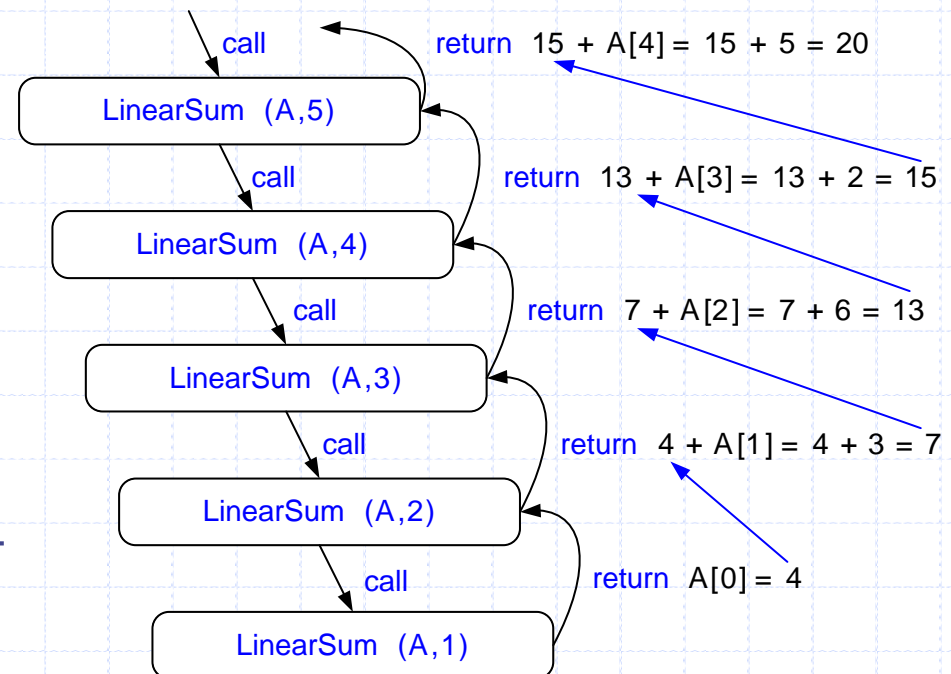 call
return 15 + A[4] = 15 + 5 = 20
LinearSum (A,5)
call
return 13 + A[3] = 13 + 2 = 15
LinearSum (A,4)
call
return 7 + A[2] = 7 + 6 = 13
LinearSum (A,3)
call
return 4 + A[1] = 4 + 3 = 7
LinearSum (A,2)
call
return A[0] = 4
LinearSum (A,1)